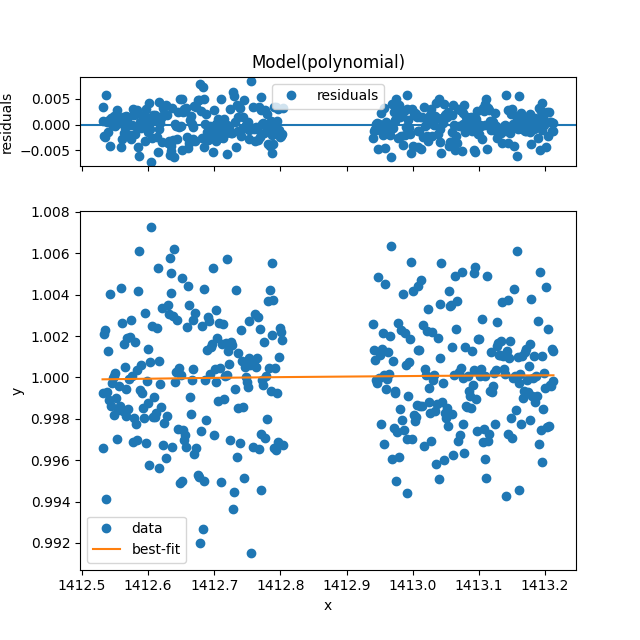 Model(polynomial)
residuals
0.005
0.000
−0.005
residuals
1.008
1.006
1.004
1.002
1.000
0.998
0.996
0.994
0.992
y
data
best-fit
1412.5 1412.6 1412.7 1412.8 1412.9 1413.0 1413.1 1413.2
x